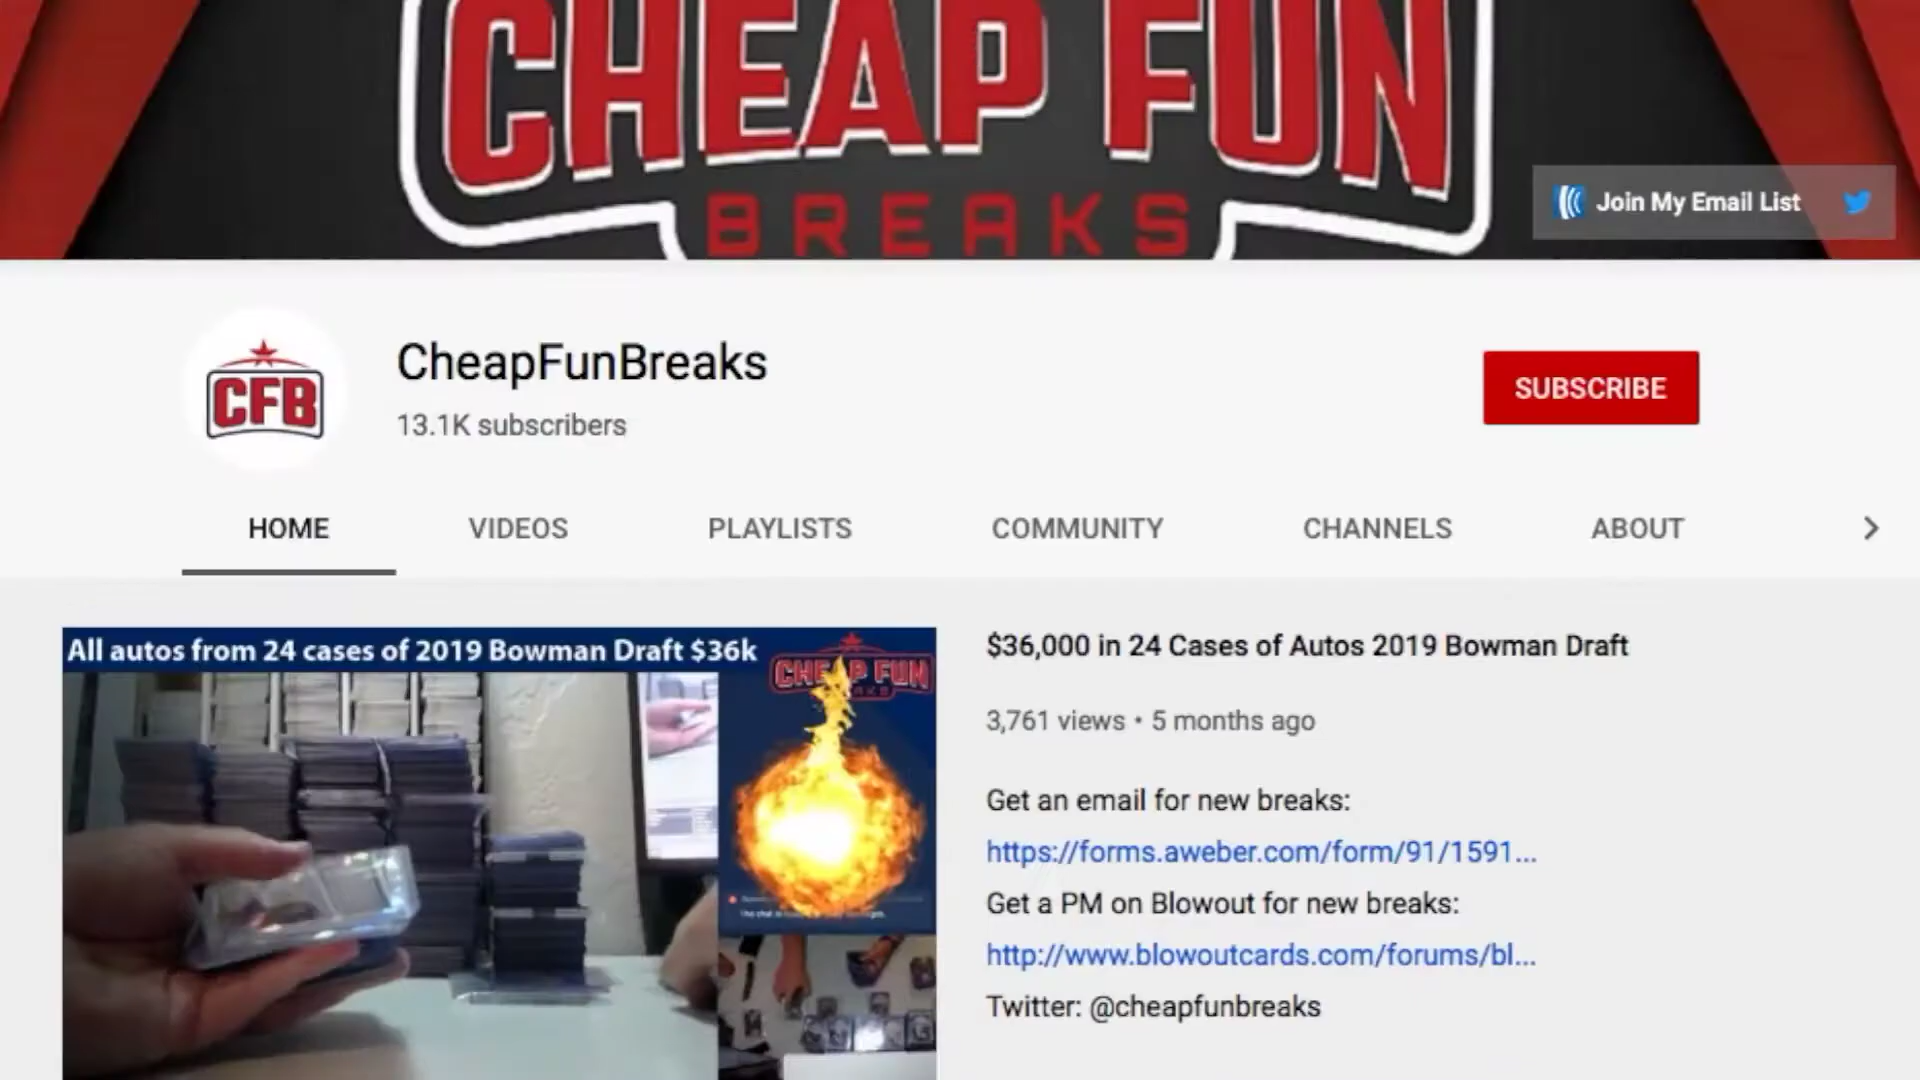 CHEAP FUN
BREAKS
Join My Email List
CFB
CheapFunBreaks
13.1K subscribers
SUBSCRIBE
HOME
VIDEOS
PLAYLISTS
COMMUNITY
CHANNELS
ABOUT
All autos from 24 cases of 2019 Bowman Draft $36k
$36,000 in 24 Cases of Autos 2019 Bowman Draft
3,761 views • 5 months ago
Get an email for new breaks:
https://forms.aweber.com/form/91/1591...
Get a PM on Blowout for new breaks:
http://www.blowoutcards.com/forums/bl...
Twitter: @cheapfunbreaks